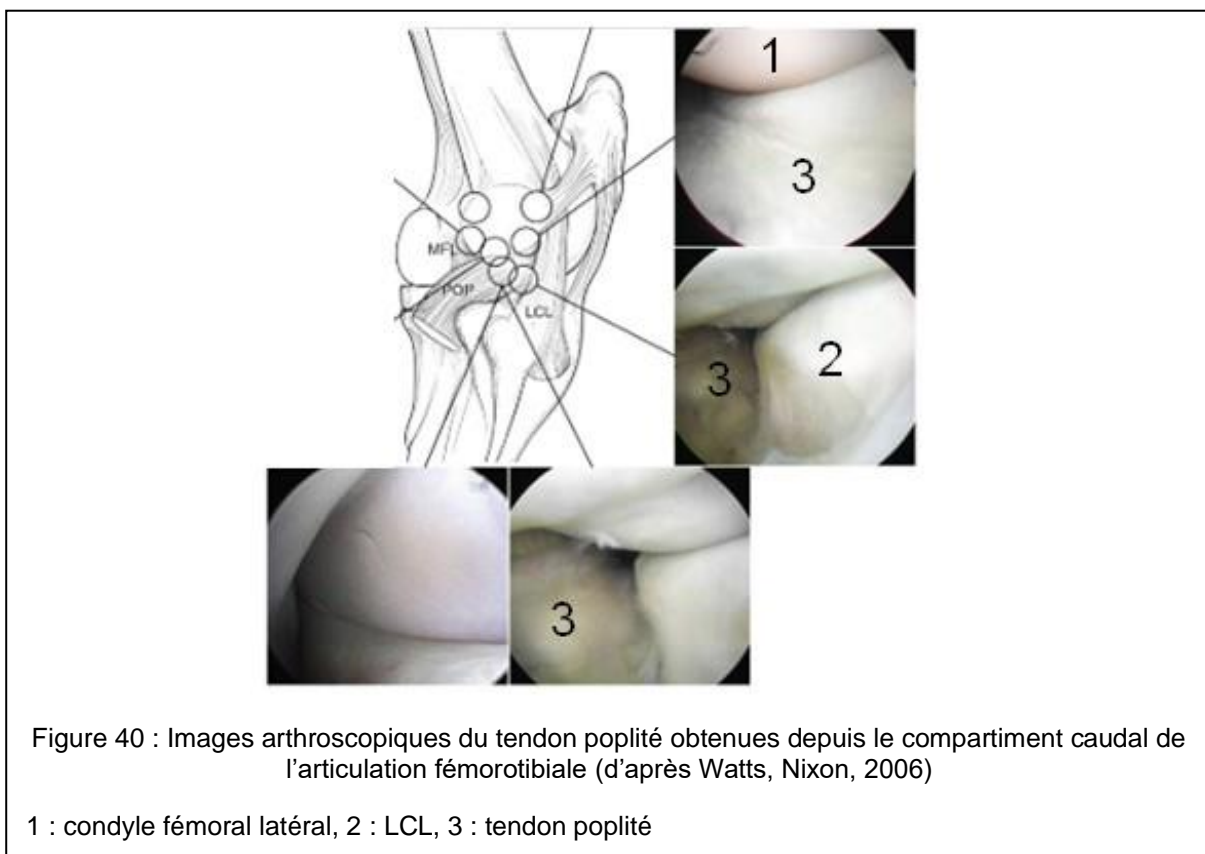 1
3
MFL
POP
LCL
3
2
3
Figure 40 : Images arthroscopiques du tendon poplité obtenues depuis le compartiment caudal de
l'articulation fémorotibiale (d'après Watts, Nixon, 2006)
1 : condyle fémoral latéral, 2 : LCL, 3 : tendon poplité